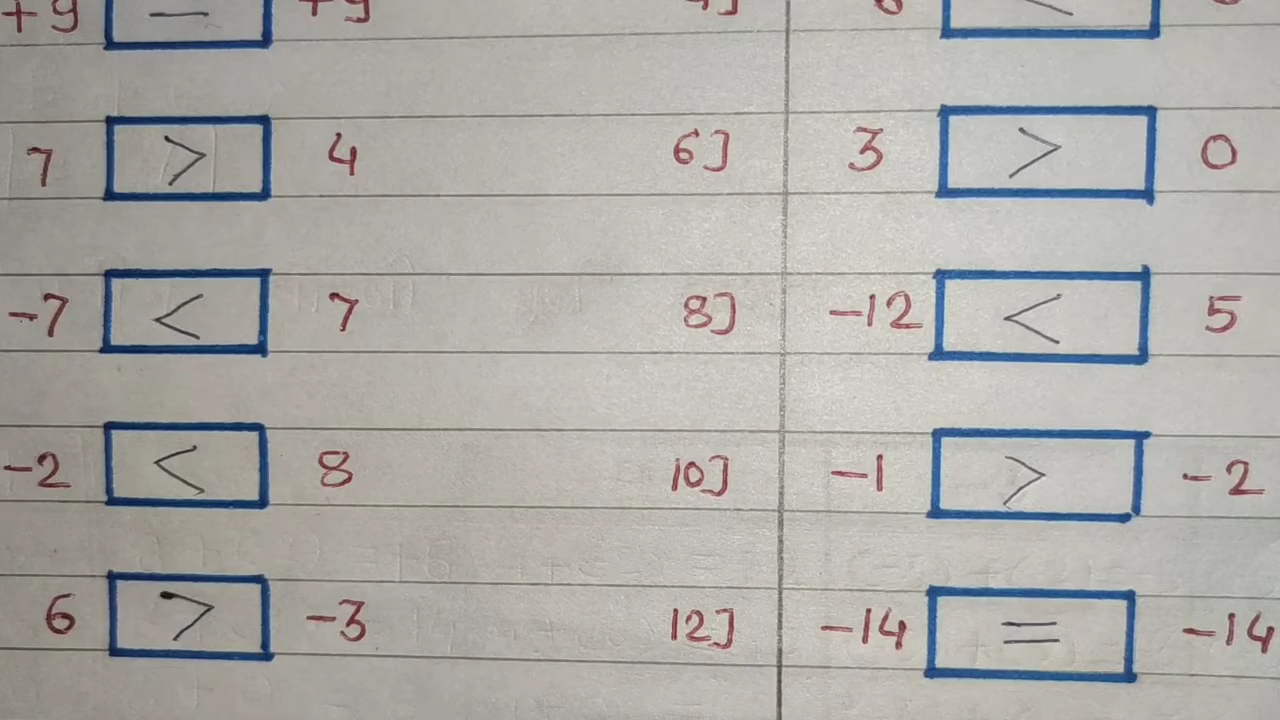 +9 = +9
7 > 4 6] 3 > 0
-7 < 7 8] -12 < 5
-2 < 8 10] -1 > -2
6 > -3 12] -14 = -14